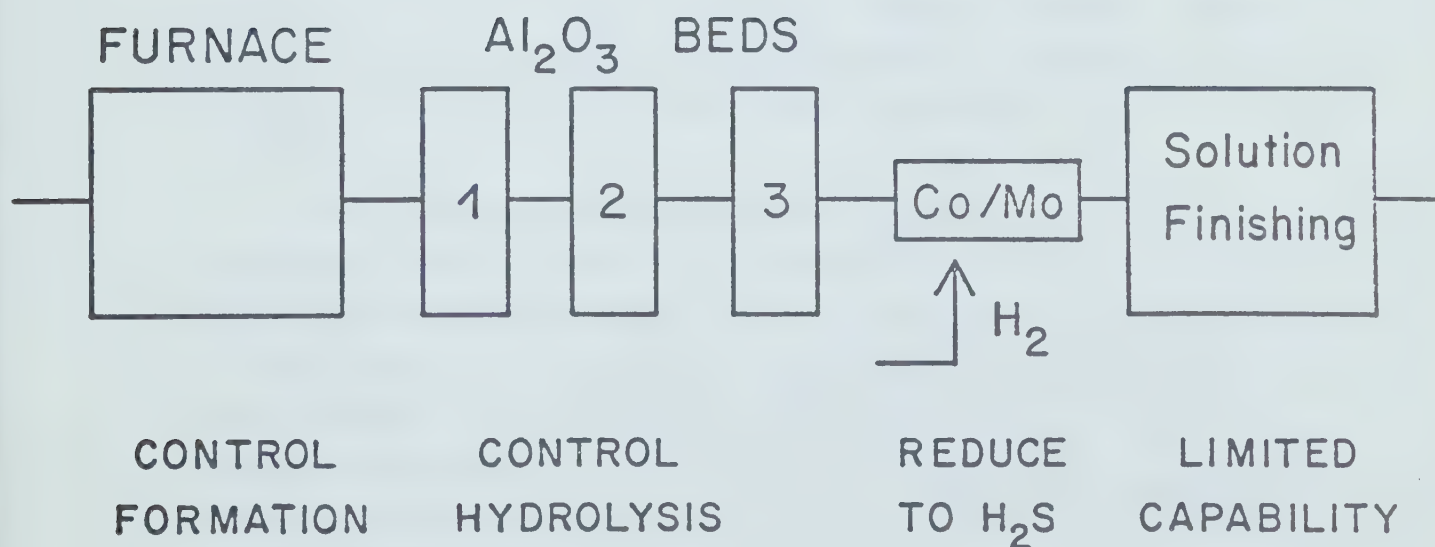 FURNACE
Al₂O₃ BEDS
1
2
3
Co/Mo
Solution
Finishing
H₂
CONTROL
FORMATION
CONTROL
HYDROLYSIS
REDUCE
TO H₂S
LIMITED
CAPABILITY